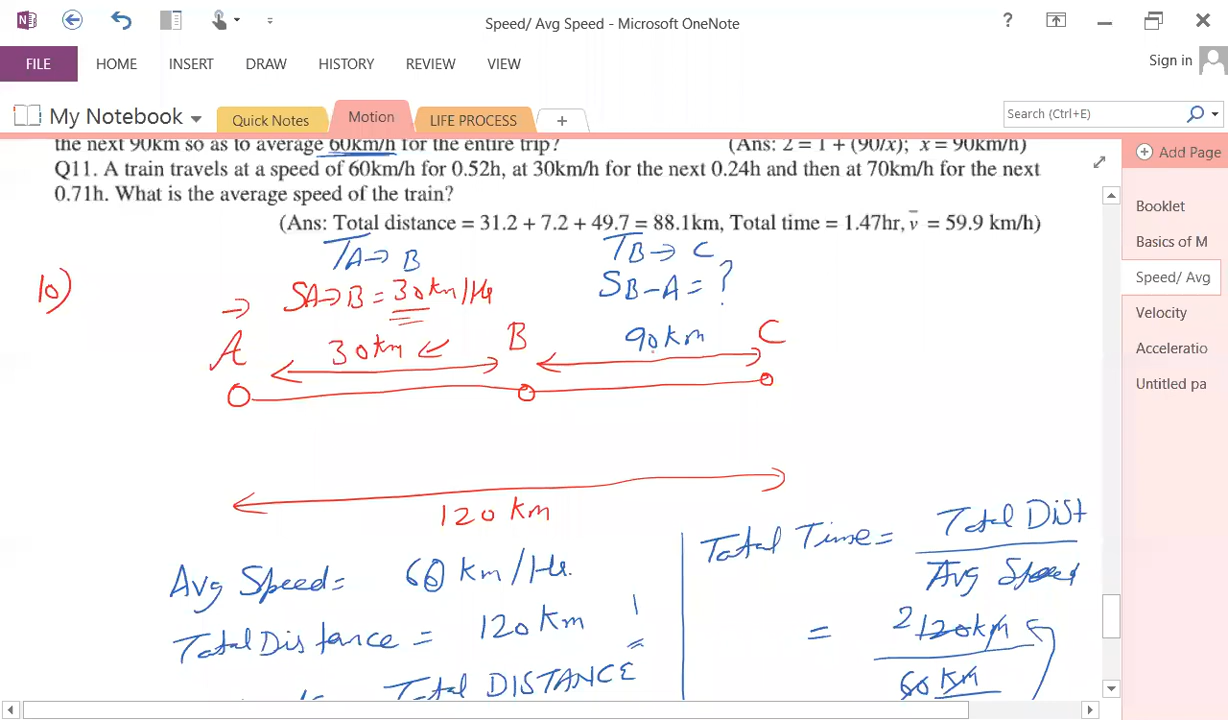 Speed/ Avg Speed - Microsoft OneNote
?
FILE HOME INSERT DRAW HISTORY REVIEW VIEW
Sign in
My Notebook Quick Notes Motion LIFE PROCESS +
Search (Ctrl+E)
Add Page
Booklet
Basics of M
Speed/ Avg
Velocity
Acceleratio
Untitled pa
the next 90km so as to average 60km/h for the entire trip? (Ans: 2 = 1 + (90/x); x = 90km/h)
Q11. A train travels at a speed of 60km/h for 0.52h, at 30km/h for the next 0.24h and then at 70km/h for the next
0.71h. What is the average speed of the train?
(Ans: Total distance = 31.2 + 7.2 + 49.7 = 88.1km, Total time = 1.47hr, v̅ = 59.9 km/h)
TA→B TB→C
10) SA→B = 30km/Hr SB-A = ?
A 30km B 90km C
120 km
Avg Speed = 60 km/Hr.
Total Distance = 120 km
Total DISTANCE
Total Time = Total Dist
Avg Speed
= 2 120km
60 km